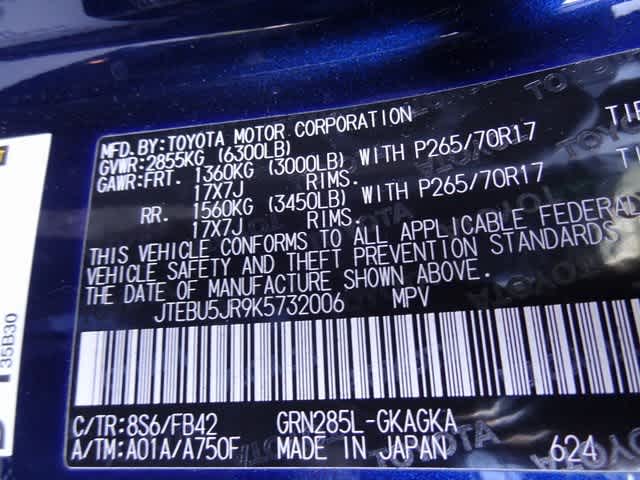 MFD.BY:TOYOTA MOTOR CORPORATION
GVWR:2855KG (6300LB)
GAWR:FRT. 1360KG (3000LB) WITH P265/70R17 TI
17X7J RIMS.
RR. 1560KG (3450LB) WITH P265/70R17 TI
17X7J RIMS.
THIS VEHICLE CONFORMS TO ALL APPLICABLE FEDERAL
VEHICLE SAFETY AND THEFT PREVENTION STANDARDS
THE DATE OF MANUFACTURE SHOWN ABOVE.
JTEBU5JR9K5732006 MPV
C/TR:8S6/FB42 GRN285L-GKAGKA
A/TM:A01A/A750F MADE IN JAPAN 624
35B30